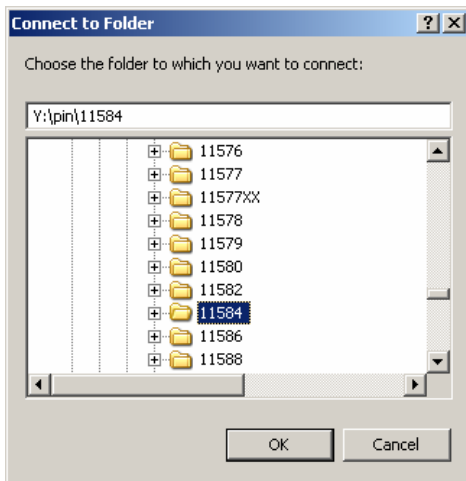 Connect to Folder
Choose the folder to which you want to connect:
Y:\pin\11584
11576
11577
11577XX
11578
11579
11580
11582
11584
11586
11588
OK
Cancel